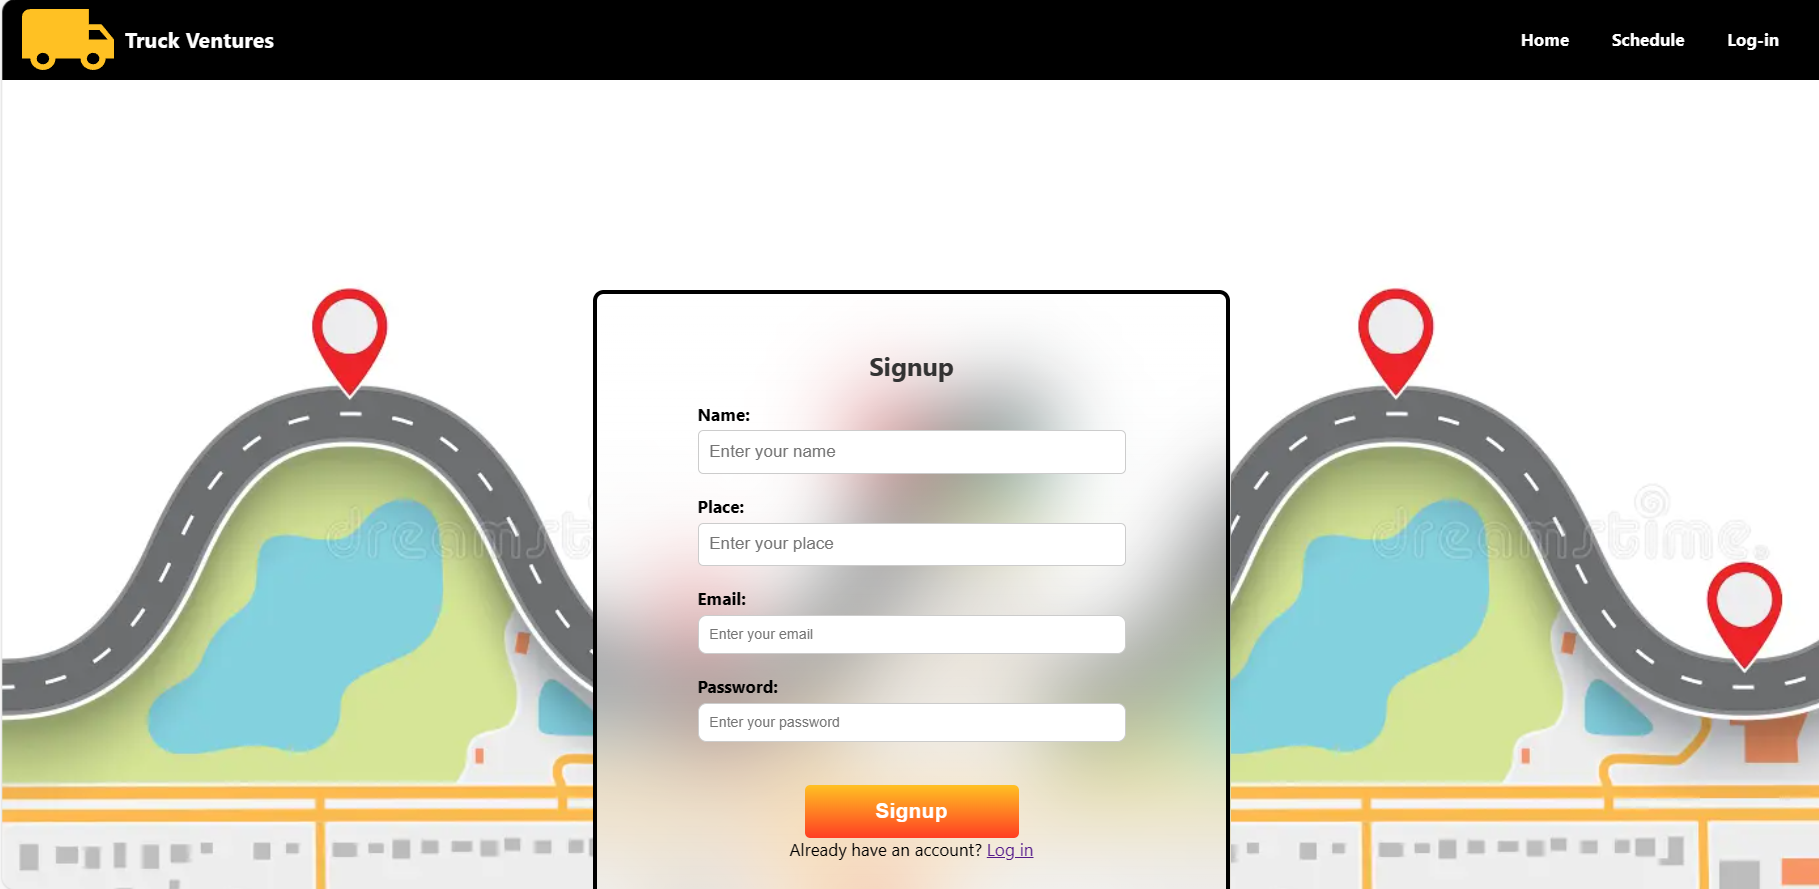 Truck Ventures
Home
Schedule
Log-in
Signup
Name:
Enter your name
Place:
Enter your place
dreamst
dreamstime.
Email:
Enter your email
Password:
Enter your password
Signup
Already have an account? Log in